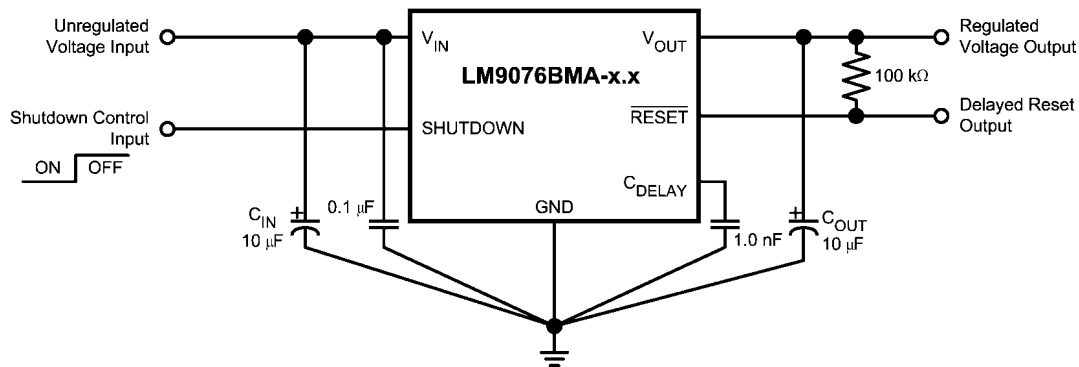 Unregulated
Voltage Input
V_IN
V_OUT
Regulated
Voltage Output
LM9076BMA-x.x
100 kΩ
Shutdown Control
Input
SHUTDOWN
RESET
Delayed Reset
Output
ON
OFF
C_DELAY
C_IN
+
10 µF
0.1 µF
GND
1.0 nF
+
C_OUT
10 µF